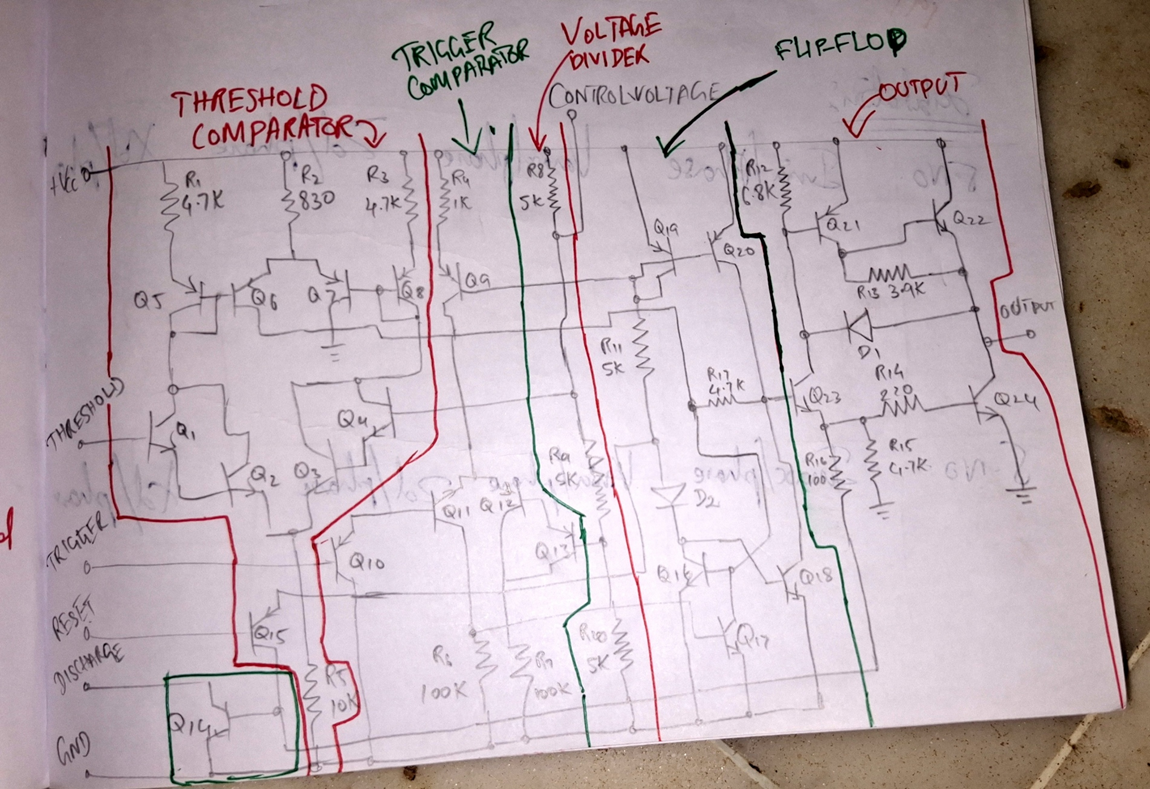 TRIGGER
COMPARATOR
VOLTAGE
DIVIDER
FLIPFLOP
THRESHOLD
COMPARATOR
CONTROLVOLTAGE
OUTPUT
+Vcc
R1
4.7K
R2
830
R3
4.7K
R4
1K
R8
5K
R12
6.8K
Q19
Q20
Q21
Q22
Q5
Q6
Q7
Q8
Q9
R13 3.9K
OUTPUT
D1
R11
5K
R17
4.7K
R14
220
THRESHOLD
Q1
Q2
Q3
Q4
Q23
Q24
R9
5K
D2
R16
100
R15
4.7K
Q11
Q12
TRIGGER
Q10
Q13
Q16
Q18
RESET
Q15
Q17
DISCHARGE
R5
10K
R6
100K
R7
100K
R10
5K
Q14
GND